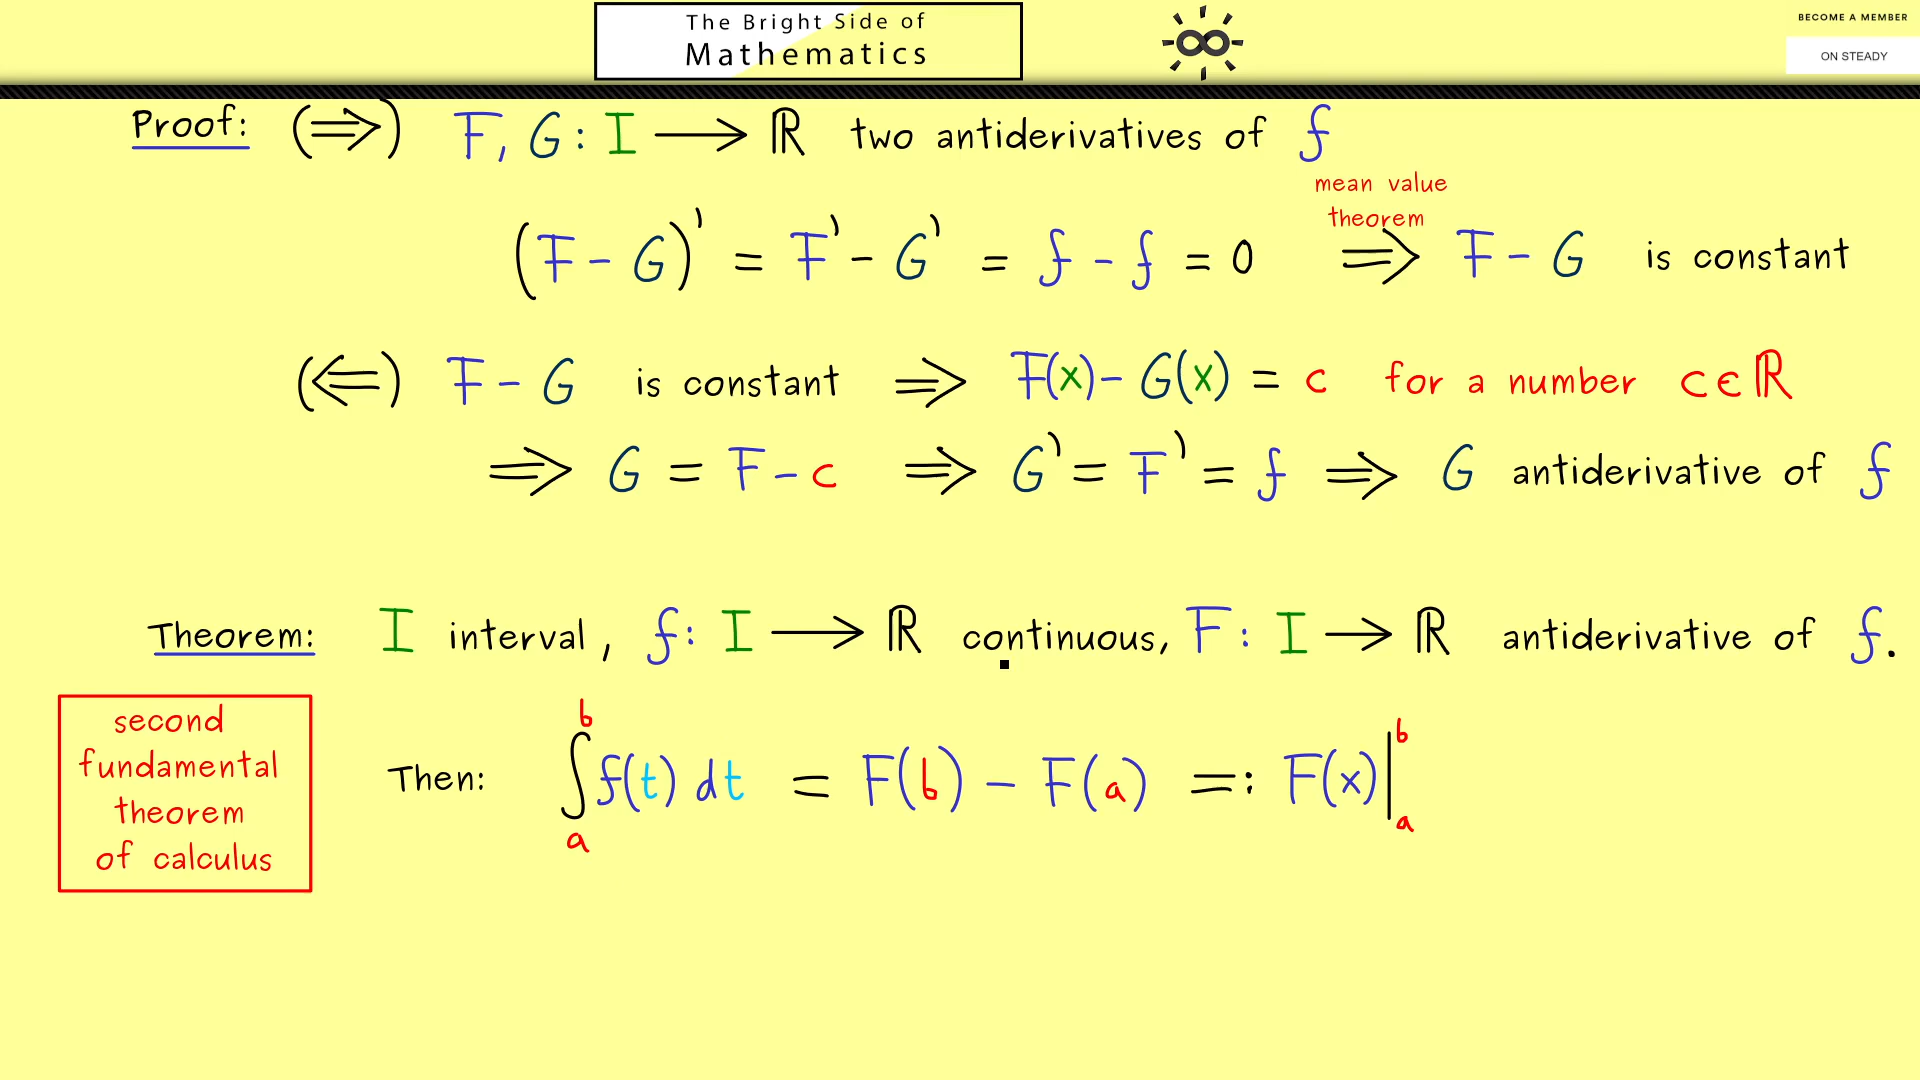 The Bright Side of
Mathematics
BECOME A MEMBER
ON STEADY
Proof: (⇒) F, G : I ⟶ ℝ two antiderivatives of f
mean value
theorem
(F - G)' = F' - G' = f - f = 0 ⇒ F - G is constant
(⇐) F - G is constant ⇒ F(x) - G(x) = c for a number c ∈ ℝ
⇒ G = F - c ⇒ G' = F' = f ⇒ G antiderivative of f
Theorem: I interval, f: I ⟶ ℝ continuous, F: I ⟶ ℝ antiderivative of f.
second
fundamental
theorem
of calculus
Then: ∫_a^b f(t) dt = F(b) - F(a) =: F(x)|_a^b